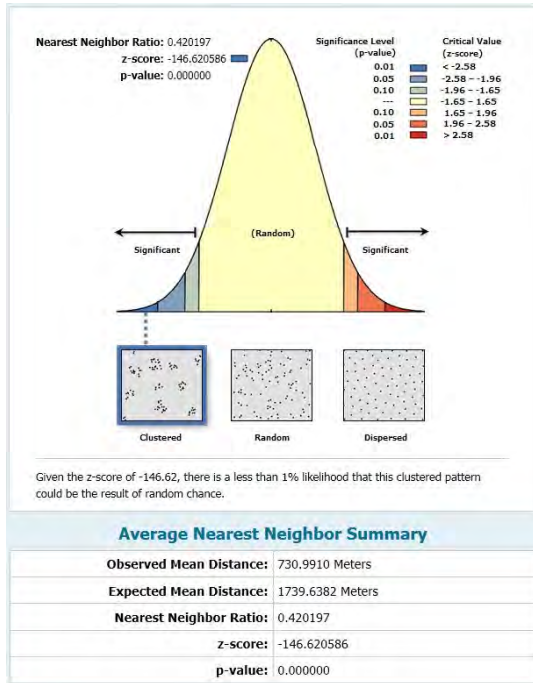 Nearest Neighbor Ratio: 0.420197
z-score: -146.620586
p-value: 0.000000
Significance Level (p-value) Critical Value (z-score)
0.01 < -2.58
0.05 -2.58 – -1.96
0.10 -1.96 – -1.65
--- -1.65 – 1.65
0.10 1.65 – 1.96
0.05 1.96 – 2.58
0.01 > 2.58
Significant (Random) Significant
Clustered Random Dispersed
Given the z-score of -146.62, there is a less than 1% likelihood that this clustered pattern
could be the result of random chance.
Average Nearest Neighbor Summary
Observed Mean Distance: 730.9910 Meters
Expected Mean Distance: 1739.6382 Meters
Nearest Neighbor Ratio: 0.420197
z-score: -146.620586
p-value: 0.000000